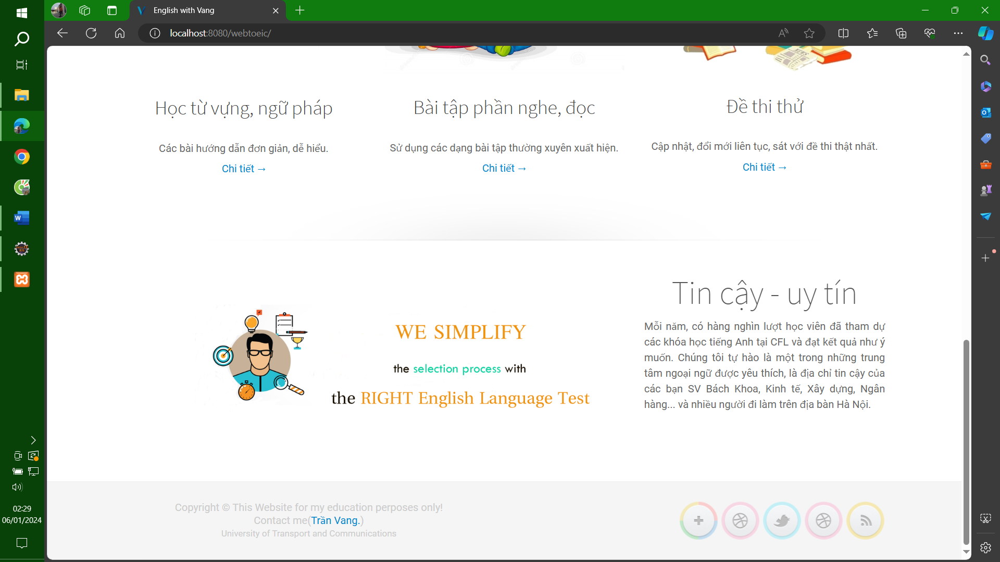 English with Vang
localhost:8080/webtoeic/
Học từ vựng, ngữ pháp
Các bài hướng dẫn đơn giản, dễ hiểu.
Chi tiết →
Bài tập phần nghe, đọc
Sử dụng các dạng bài tập thường xuyên xuất hiện.
Chi tiết →
Đề thi thử
Cập nhật, đổi mới liên tục, sát với đề thi thật nhất.
Chi tiết →
WE SIMPLIFY
the selection process with
the RIGHT English Language Test
Tin cậy - uy tín
Mỗi năm, có hàng nghìn lượt học viên đã tham dự
các khóa học tiếng Anh tại CFL và đạt kết quả như ý
muốn. Chúng tôi tự hào là một trong những trung
tâm ngoại ngữ được yêu thích, là địa chỉ tin cậy của
các bạn SV Bách Khoa, Kinh tế, Xây dựng, Ngân
hàng... và nhiều người đi làm trên địa bàn Hà Nội.
Copyright © This Website for my education perposes only!
Contact me(Trần Vang.)
University of Transport and Communications
02:29
06/01/2024